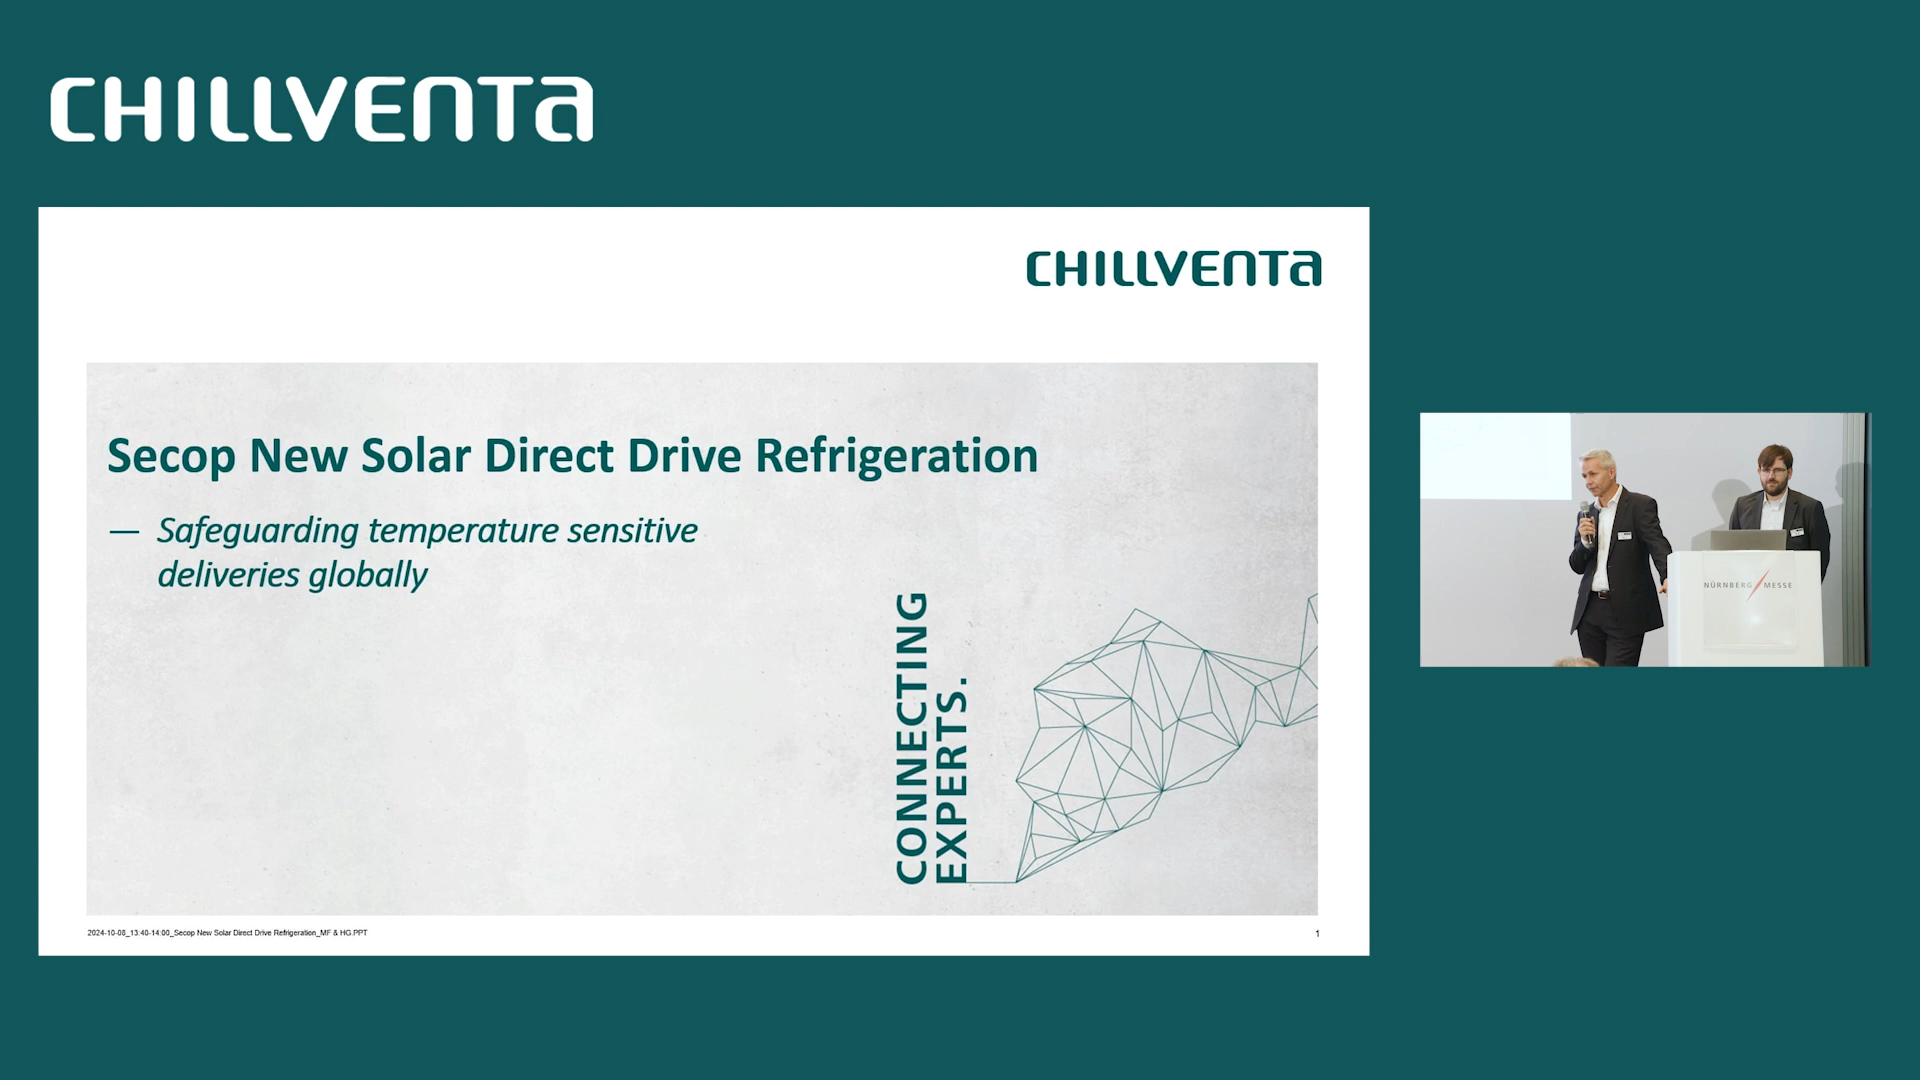 CHILLVENTA
CHILLVENTA
Secop New Solar Direct Drive Refrigeration
— Safeguarding temperature sensitive
deliveries globally
CONNECTING
EXPERTS.
2024-10-08_13:40-14:00_Secop New Solar Direct Drive Refrigeration_MF & HG.PPT
1
NÜRNBERG MESSE